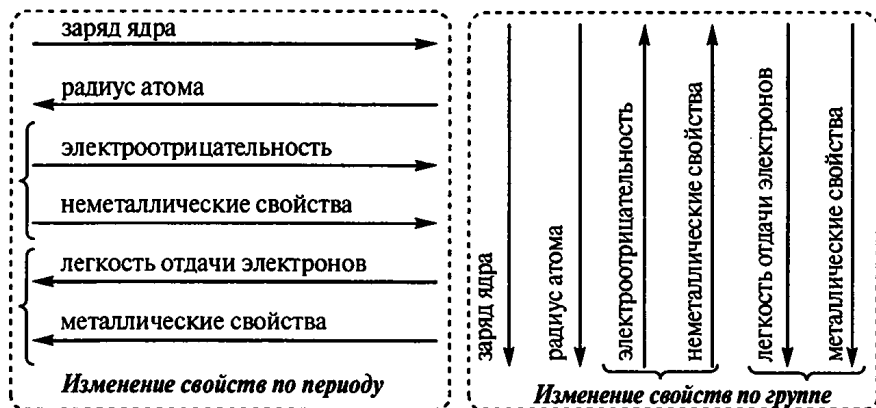 заряд ядра
радиус атома
электроотрицательность
неметаллические свойства
легкость отдачи электронов
металлические свойства
Изменение свойств по периоду
заряд ядра
радиус атома
электроотрицательность
неметаллические свойства
легкость отдачи электронов
металлические свойства
Изменение свойств по группе